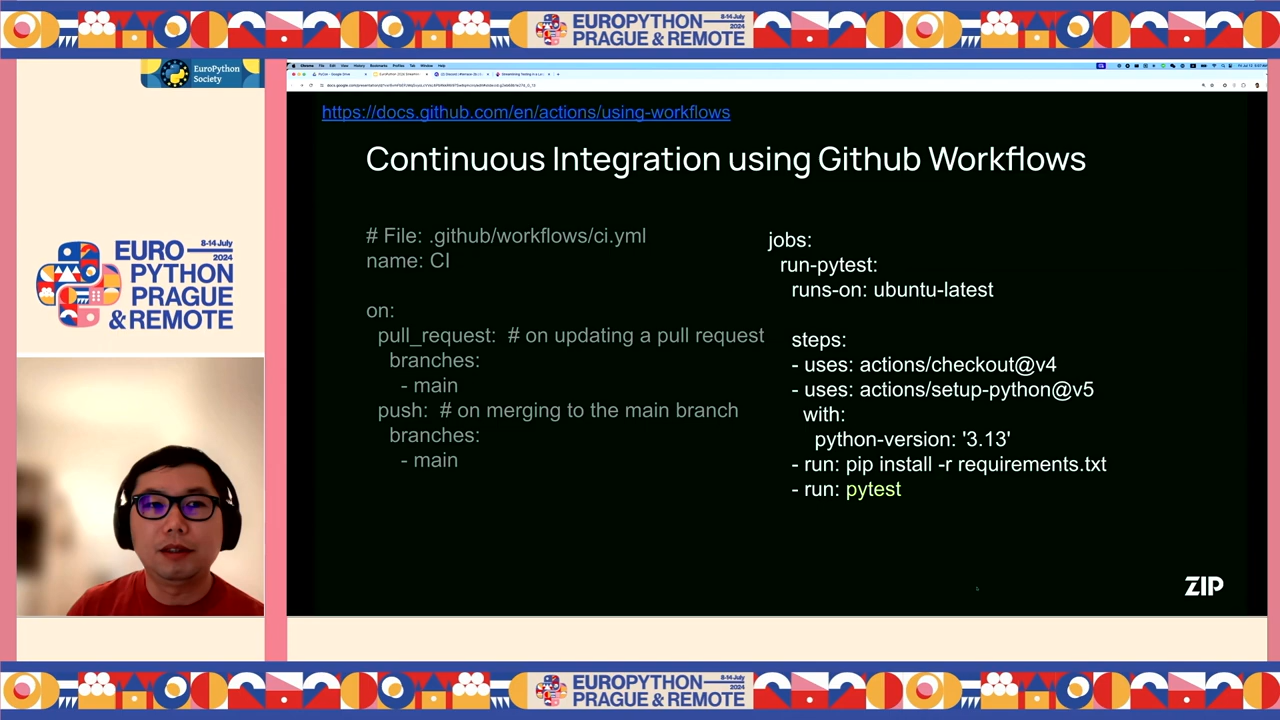 EUROPYTHON
PRAGUE & REMOTE
8-14 July
2024
EuroPython
Society
EURO
PYTHON
PRAGUE
& REMOTE
8-14 July
2024
https://docs.github.com/en/actions/using-workflows
Continuous Integration using Github Workflows
# File: .github/workflows/ci.yml
name: CI
on:
pull_request: # on updating a pull request
branches:
- main
push: # on merging to the main branch
branches:
- main
jobs:
run-pytest:
runs-on: ubuntu-latest
steps:
- uses: actions/checkout@v4
- uses: actions/setup-python@v5
with:
python-version: '3.13'
- run: pip install -r requirements.txt
- run: pytest
ZIP
EUROPYTHON
PRAGUE & REMOTE
8-14 July
2024